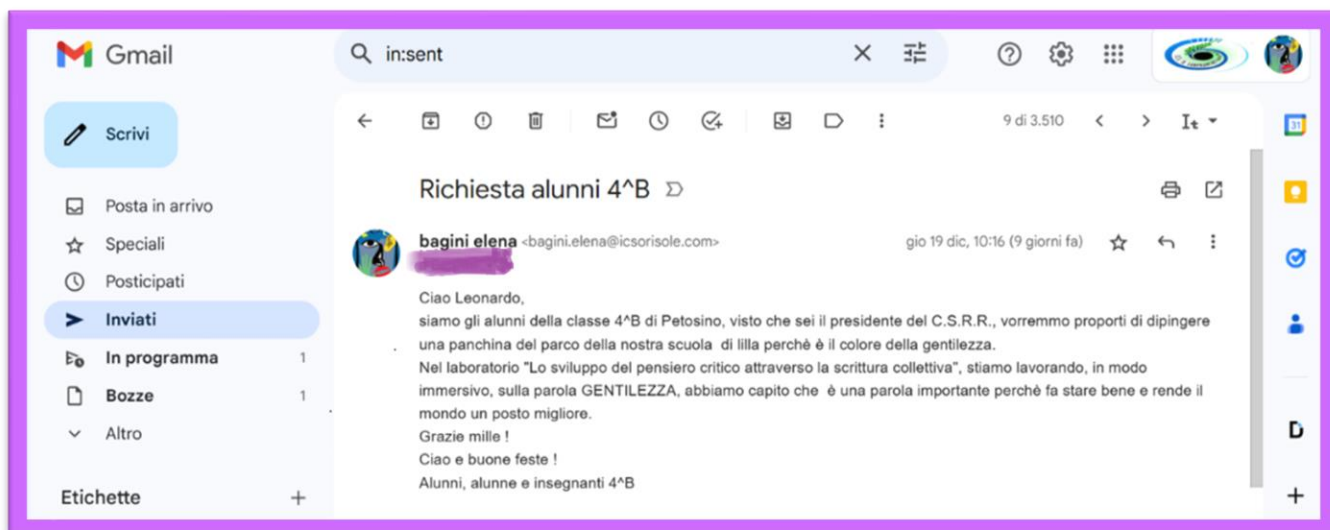 Gmail
in:sent
Scrivi
9 di 3.510
Posta in arrivo
Speciali
Posticipati
Inviati
In programma 1
Bozze 1
Altro
Etichette
Richiesta alunni 4^B
bagini elena <bagini.elena@icsorisole.com>
gio 19 dic, 10:16 (9 giorni fa)
Ciao Leonardo,
siamo gli alunni della classe 4^B di Petosino, visto che sei il presidente del C.S.R.R., vorremmo proporti di dipingere
una panchina del parco della nostra scuola di lilla perchè è il colore della gentilezza.
Nel laboratorio "Lo sviluppo del pensiero critico attraverso la scrittura collettiva", stiamo lavorando, in modo
immersivo, sulla parola GENTILEZZA, abbiamo capito che è una parola importante perchè fa stare bene e rende il
mondo un posto migliore.
Grazie mille !
Ciao e buone feste !
Alunni, alunne e insegnanti 4^B
31